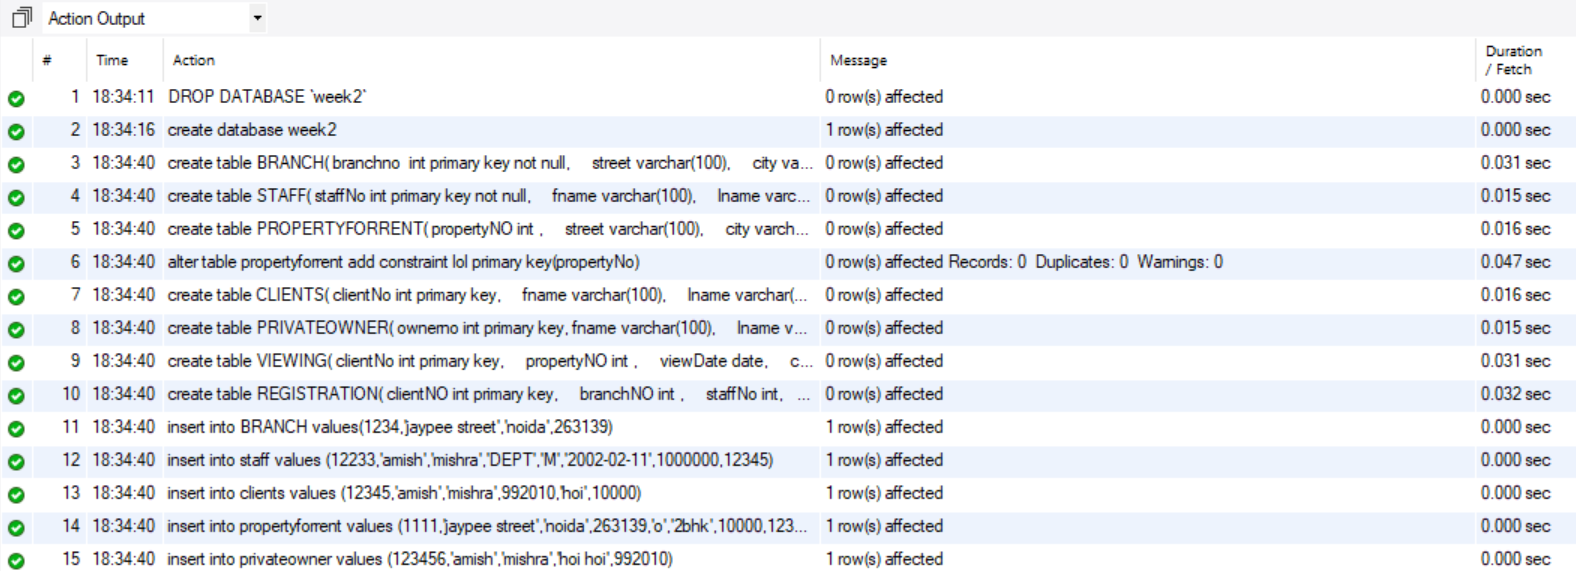 Action Output
# Time Action Message Duration / Fetch
1 18:34:11 DROP DATABASE `week2` 0 row(s) affected 0.000 sec
2 18:34:16 create database week2 1 row(s) affected 0.000 sec
3 18:34:40 create table BRANCH( branchno int primary key not null, street varchar(100), city va... 0 row(s) affected 0.031 sec
4 18:34:40 create table STAFF( staffNo int primary key not null, fname varchar(100), lname varc... 0 row(s) affected 0.015 sec
5 18:34:40 create table PROPERTYFORRENT( propertyNO int , street varchar(100), city varch... 0 row(s) affected 0.016 sec
6 18:34:40 alter table propertyforrent add constraint lol primary key(propertyNo) 0 row(s) affected Records: 0 Duplicates: 0 Warnings: 0 0.047 sec
7 18:34:40 create table CLIENTS( clientNo int primary key, fname varchar(100), lname varchar(... 0 row(s) affected 0.016 sec
8 18:34:40 create table PRIVATEOWNER( ownerno int primary key, fname varchar(100), lname v... 0 row(s) affected 0.015 sec
9 18:34:40 create table VIEWING( clientNo int primary key, propertyNO int , viewDate date, c... 0 row(s) affected 0.031 sec
10 18:34:40 create table REGISTRATION( clientNO int primary key, branchNO int , staffNo int, ... 0 row(s) affected 0.032 sec
11 18:34:40 insert into BRANCH values(1234,'jaypee street','noida',263139) 1 row(s) affected 0.000 sec
12 18:34:40 insert into staff values (12233,'amish','mishra','DEPT','M','2002-02-11',1000000,12345) 1 row(s) affected 0.000 sec
13 18:34:40 insert into clients values (12345,'amish','mishra',992010,'hoi',10000) 1 row(s) affected 0.000 sec
14 18:34:40 insert into propertyforrent values (1111,'jaypee street','noida',263139,'o','2bhk',10000,123... 1 row(s) affected 0.000 sec
15 18:34:40 insert into privateowner values (123456,'amish','mishra','hoi hoi',992010) 1 row(s) affected 0.000 sec